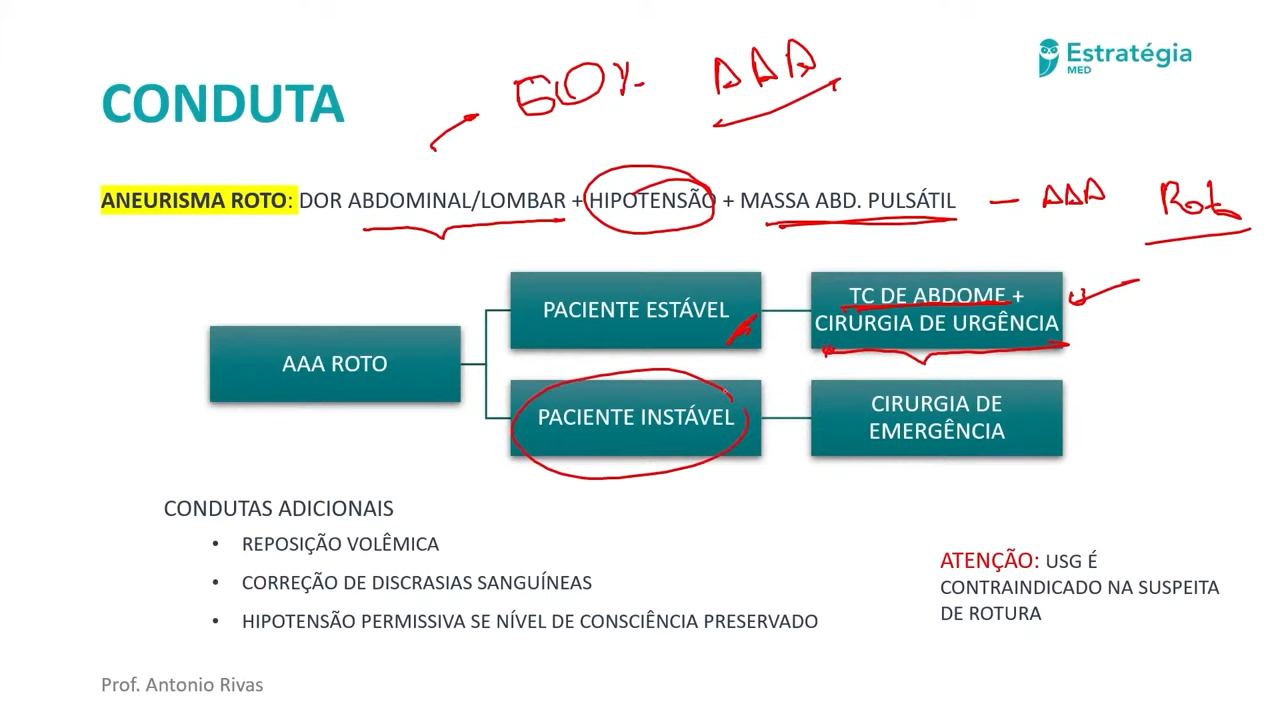 Estratégia
MED
60% AAA
CONDUTA
ANEURISMA ROTO: DOR ABDOMINAL/LOMBAR + HIPOTENSÃO + MASSA ABD. PULSÁTIL — AAA Roto
PACIENTE ESTÁVEL
TC DE ABDOME +
CIRURGIA DE URGÊNCIA
AAA ROTO
PACIENTE INSTÁVEL
CIRURGIA DE
EMERGÊNCIA
CONDUTAS ADICIONAIS
• REPOSIÇÃO VOLÊMICA
• CORREÇÃO DE DISCRASIAS SANGUÍNEAS
• HIPOTENSÃO PERMISSIVA SE NÍVEL DE CONSCIÊNCIA PRESERVADO
ATENÇÃO: USG É
CONTRAINDICADO NA SUSPEITA
DE ROTURA
Prof. Antonio Rivas